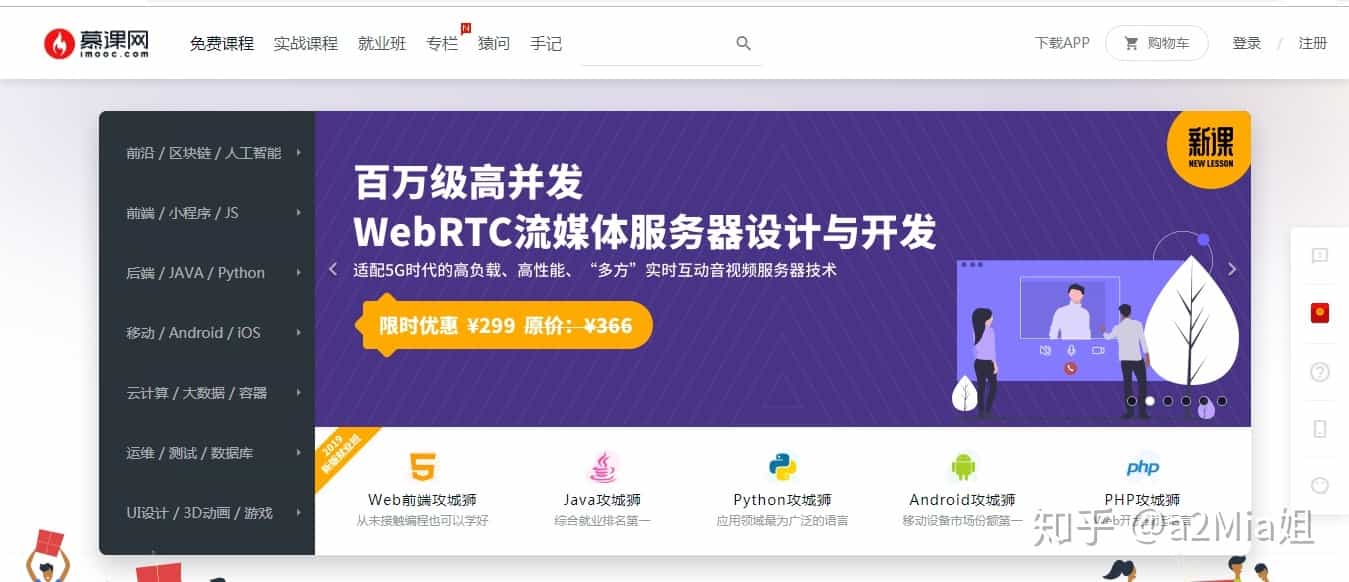 慕课网
imooc.com
免费课程 实战课程 就业班 专栏 N 猿问 手记
下载APP 购物车 登录 / 注册
前沿 / 区块链 / 人工智能
前端 / 小程序 / JS
后端 / JAVA / Python
移动 / Android / iOS
云计算 / 大数据 / 容器
运维 / 测试 / 数据库
UI设计 / 3D动画 / 游戏
新课
NEW LESSON
百万级高并发
WebRTC流媒体服务器设计与开发
适配5G时代的高负载、高性能、“多方”实时互动音视频服务器技术
限时优惠 ¥299 原价：¥366
2019
新版就业班
5
php
Web前端攻城狮 Java攻城狮 Python攻城狮 Android攻城狮 PHP攻城狮
从未接触编程也可以学好 综合就业排名第一 应用领域最为广泛的语言 移动设备市场份额第一 Web开发
知乎 @a2Mia姐